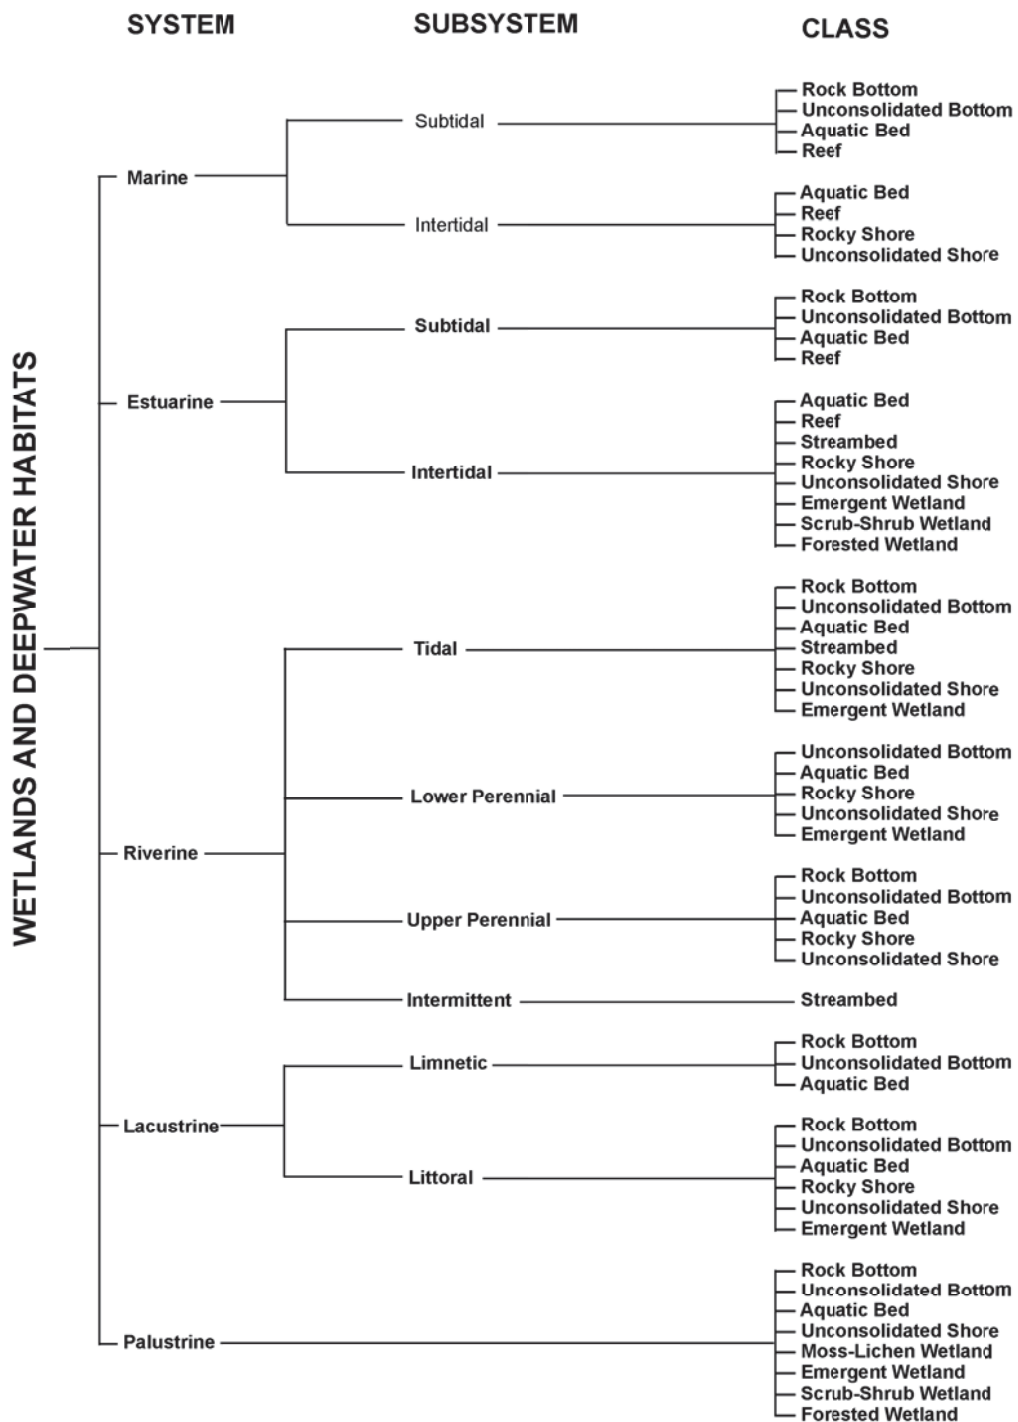 SYSTEM
SUBSYSTEM
CLASS
WETLANDS AND DEEPWATER HABITATS
Marine
Subtidal
Rock Bottom
Unconsolidated Bottom
Aquatic Bed
Reef
Intertidal
Aquatic Bed
Reef
Rocky Shore
Unconsolidated Shore
Estuarine
Subtidal
Rock Bottom
Unconsolidated Bottom
Aquatic Bed
Reef
Intertidal
Aquatic Bed
Reef
Streambed
Rocky Shore
Unconsolidated Shore
Emergent Wetland
Scrub-Shrub Wetland
Forested Wetland
Riverine
Tidal
Rock Bottom
Unconsolidated Bottom
Aquatic Bed
Streambed
Rocky Shore
Unconsolidated Shore
Emergent Wetland
Lower Perennial
Unconsolidated Bottom
Aquatic Bed
Rocky Shore
Unconsolidated Shore
Emergent Wetland
Upper Perennial
Rock Bottom
Unconsolidated Bottom
Aquatic Bed
Rocky Shore
Unconsolidated Shore
Intermittent
Streambed
Lacustrine
Limnetic
Rock Bottom
Unconsolidated Bottom
Aquatic Bed
Littoral
Rock Bottom
Unconsolidated Bottom
Aquatic Bed
Rocky Shore
Unconsolidated Shore
Emergent Wetland
Palustrine
Rock Bottom
Unconsolidated Bottom
Aquatic Bed
Unconsolidated Shore
Moss-Lichen Wetland
Emergent Wetland
Scrub-Shrub Wetland
Forested Wetland